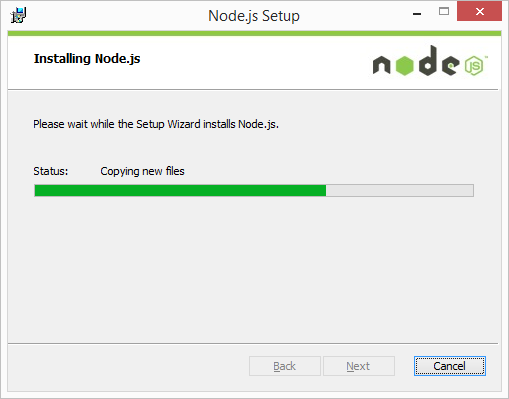 Node.js Setup
Installing Node.js
node JS™
Please wait while the Setup Wizard installs Node.js.
Status: Copying new files
Back Next Cancel